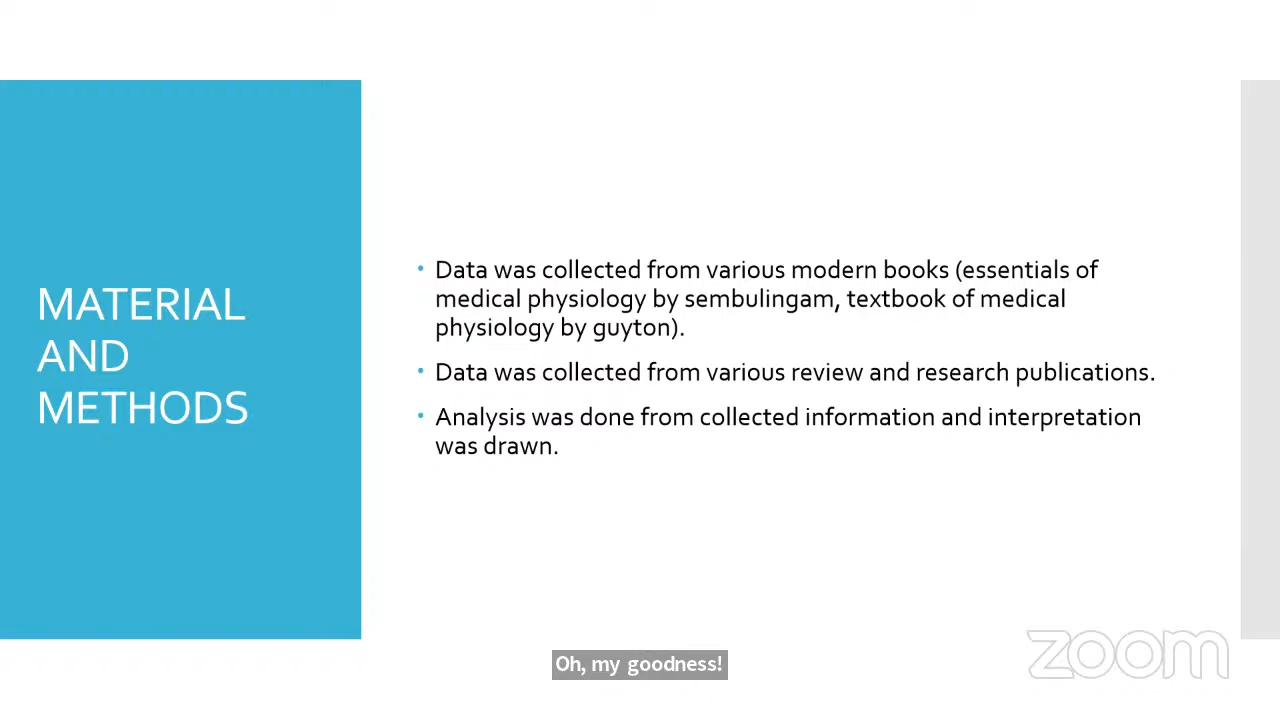 MATERIAL
AND
METHODS
• Data was collected from various modern books (essentials of
medical physiology by sembulingam, textbook of medical
physiology by guyton).
• Data was collected from various review and research publications.
• Analysis was done from collected information and interpretation
was drawn.
Oh, my goodness!
zoom